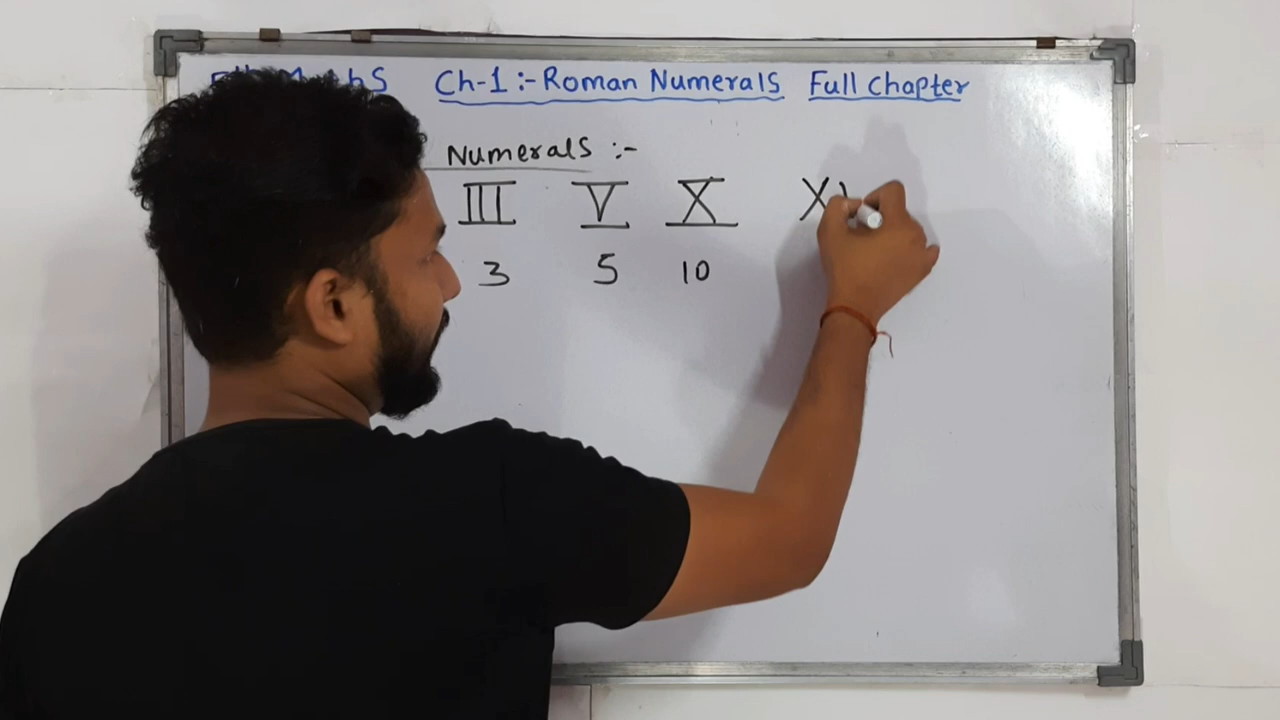 Ch-1:- Roman Numerals Full Chapter
Numerals :-
III V X X
3 5 10